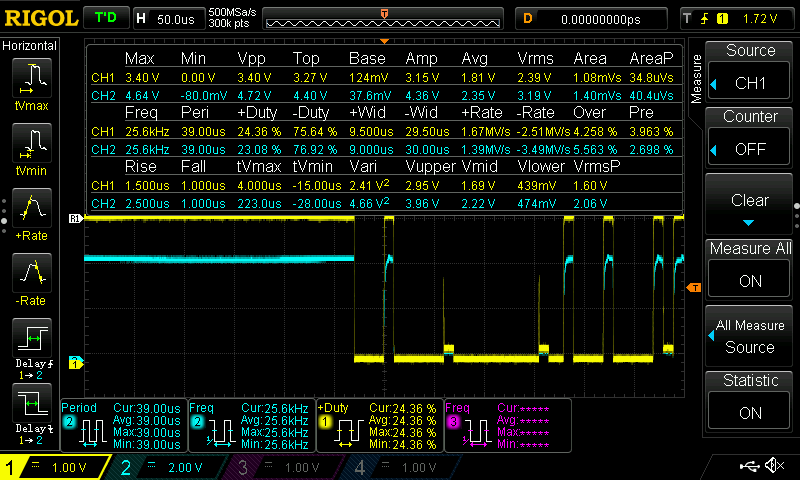 RIGOL T'D H 50.0us 500MSa/s 300k pts T D 0.00000000ps T 1 1.72 V
Horizontal
tVmax
tVmin
+Rate
-Rate
Delay
1→2
Delay
1→2
Max Min Vpp Top Base Amp Avg Vrms Area AreaP
CH1 3.40 V 0.00 V 3.40 V 3.27 V 124mV 3.15 V 1.81 V 2.39 V 1.08mVs 34.8uVs
CH2 4.64 V -80.0mV 4.72 V 4.40 V 37.6mV 4.36 V 2.35 V 3.19 V 1.40mVs 40.4uVs
Freq Peri +Duty -Duty +Wid -Wid +Rate -Rate Over Pre
CH1 25.6kHz 39.00us 24.36 % 75.64 % 9.500us 29.50us 1.67MV/s -2.51MV/s 4.258 % 3.963 %
CH2 25.6kHz 39.00us 23.08 % 76.92 % 9.000us 30.00us 1.39MV/s -3.49MV/s 5.563 % 2.698 %
Rise Fall tVmax tVmin Vari Vupper Vmid Vlower VrmsP
CH1 1.500us 1.000us 4.000us -15.00us 2.41 V² 2.95 V 1.69 V 439mV 1.60 V
CH2 2.500us 1.000us 223.0us -28.00us 4.66 V² 3.96 V 2.22 V 474mV 2.06 V
R1
1
T
Measure
Source
CH1
Counter
OFF
Clear
Measure All
ON
All Measure
Source
Statistic
ON
Period
2
Cur:39.00us
Avg:39.00us
Max:39.00us
Min:39.00us
Freq
2
Cur:25.6kHz
Avg:25.6kHz
Max:25.6kHz
Min:25.6kHz
+Duty
1
Cur:24.36 %
Avg:24.36 %
Max:24.36 %
Min:24.36 %
Freq
3
Cur:*****
Avg:*****
Max:*****
Min:*****
1 1.00 V 2 2.00 V 3 1.00 V 4 1.00 V